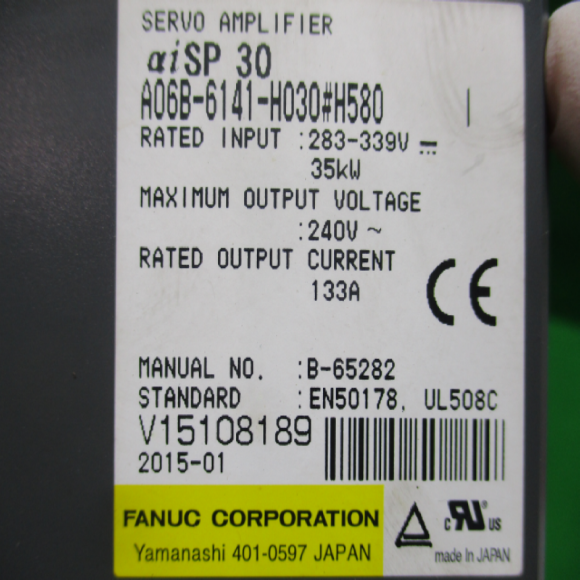 SERVO AMPLIFIER
αiSP 30
A06B-6141-H030#H580
RATED INPUT :283-339V ⎓
35kW
MAXIMUM OUTPUT VOLTAGE
:240V ~
RATED OUTPUT CURRENT
133A
CE
MANUAL NO. :B-65282
STANDARD :EN50178, UL508C
V15108189
2015-01
FANUC CORPORATION
Yamanashi 401-0597 JAPAN
c RU US
made in JAPAN